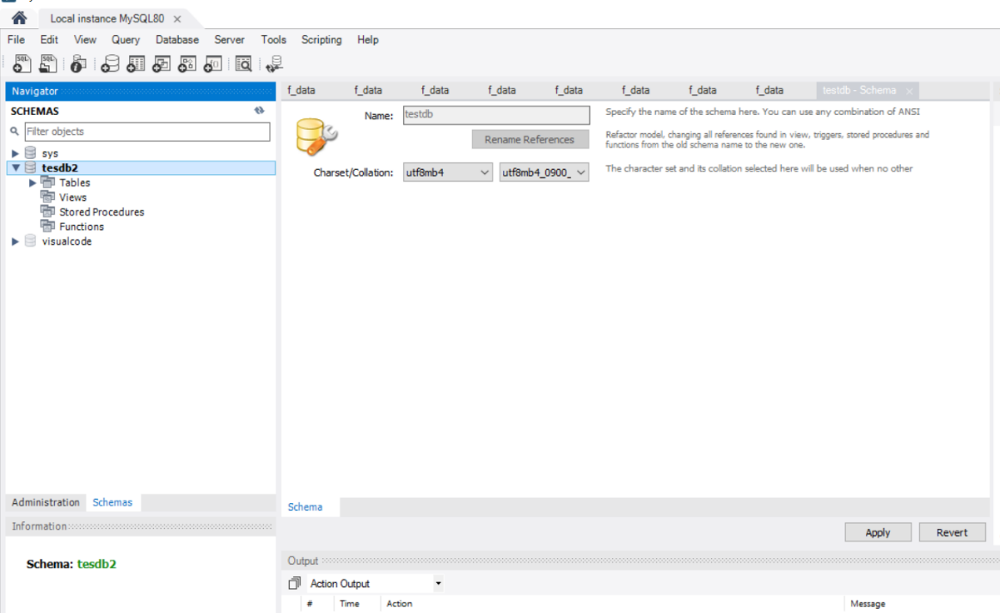 Local instance MySQL80 ×
File Edit View Query Database Server Tools Scripting Help
SQL SQL
Navigator
SCHEMAS
Filter objects
sys
tesdb2
Tables
Views
Stored Procedures
Functions
visualcode
Administration Schemas
Information
Schema: tesdb2
f_data f_data f_data f_data f_data f_data f_data f_data testdb - Schema ×
Name: testdb
Specify the name of the schema here. You can use any combination of ANSI
Rename References
Refactor model, changing all references found in view, triggers, stored procedures and
functions from the old schema name to the new one.
Charset/Collation: utf8mb4 utf8mb4_0900_
The character set and its collation selected here will be used when no other
Schema
Apply Revert
Output
Action Output
# Time Action Message